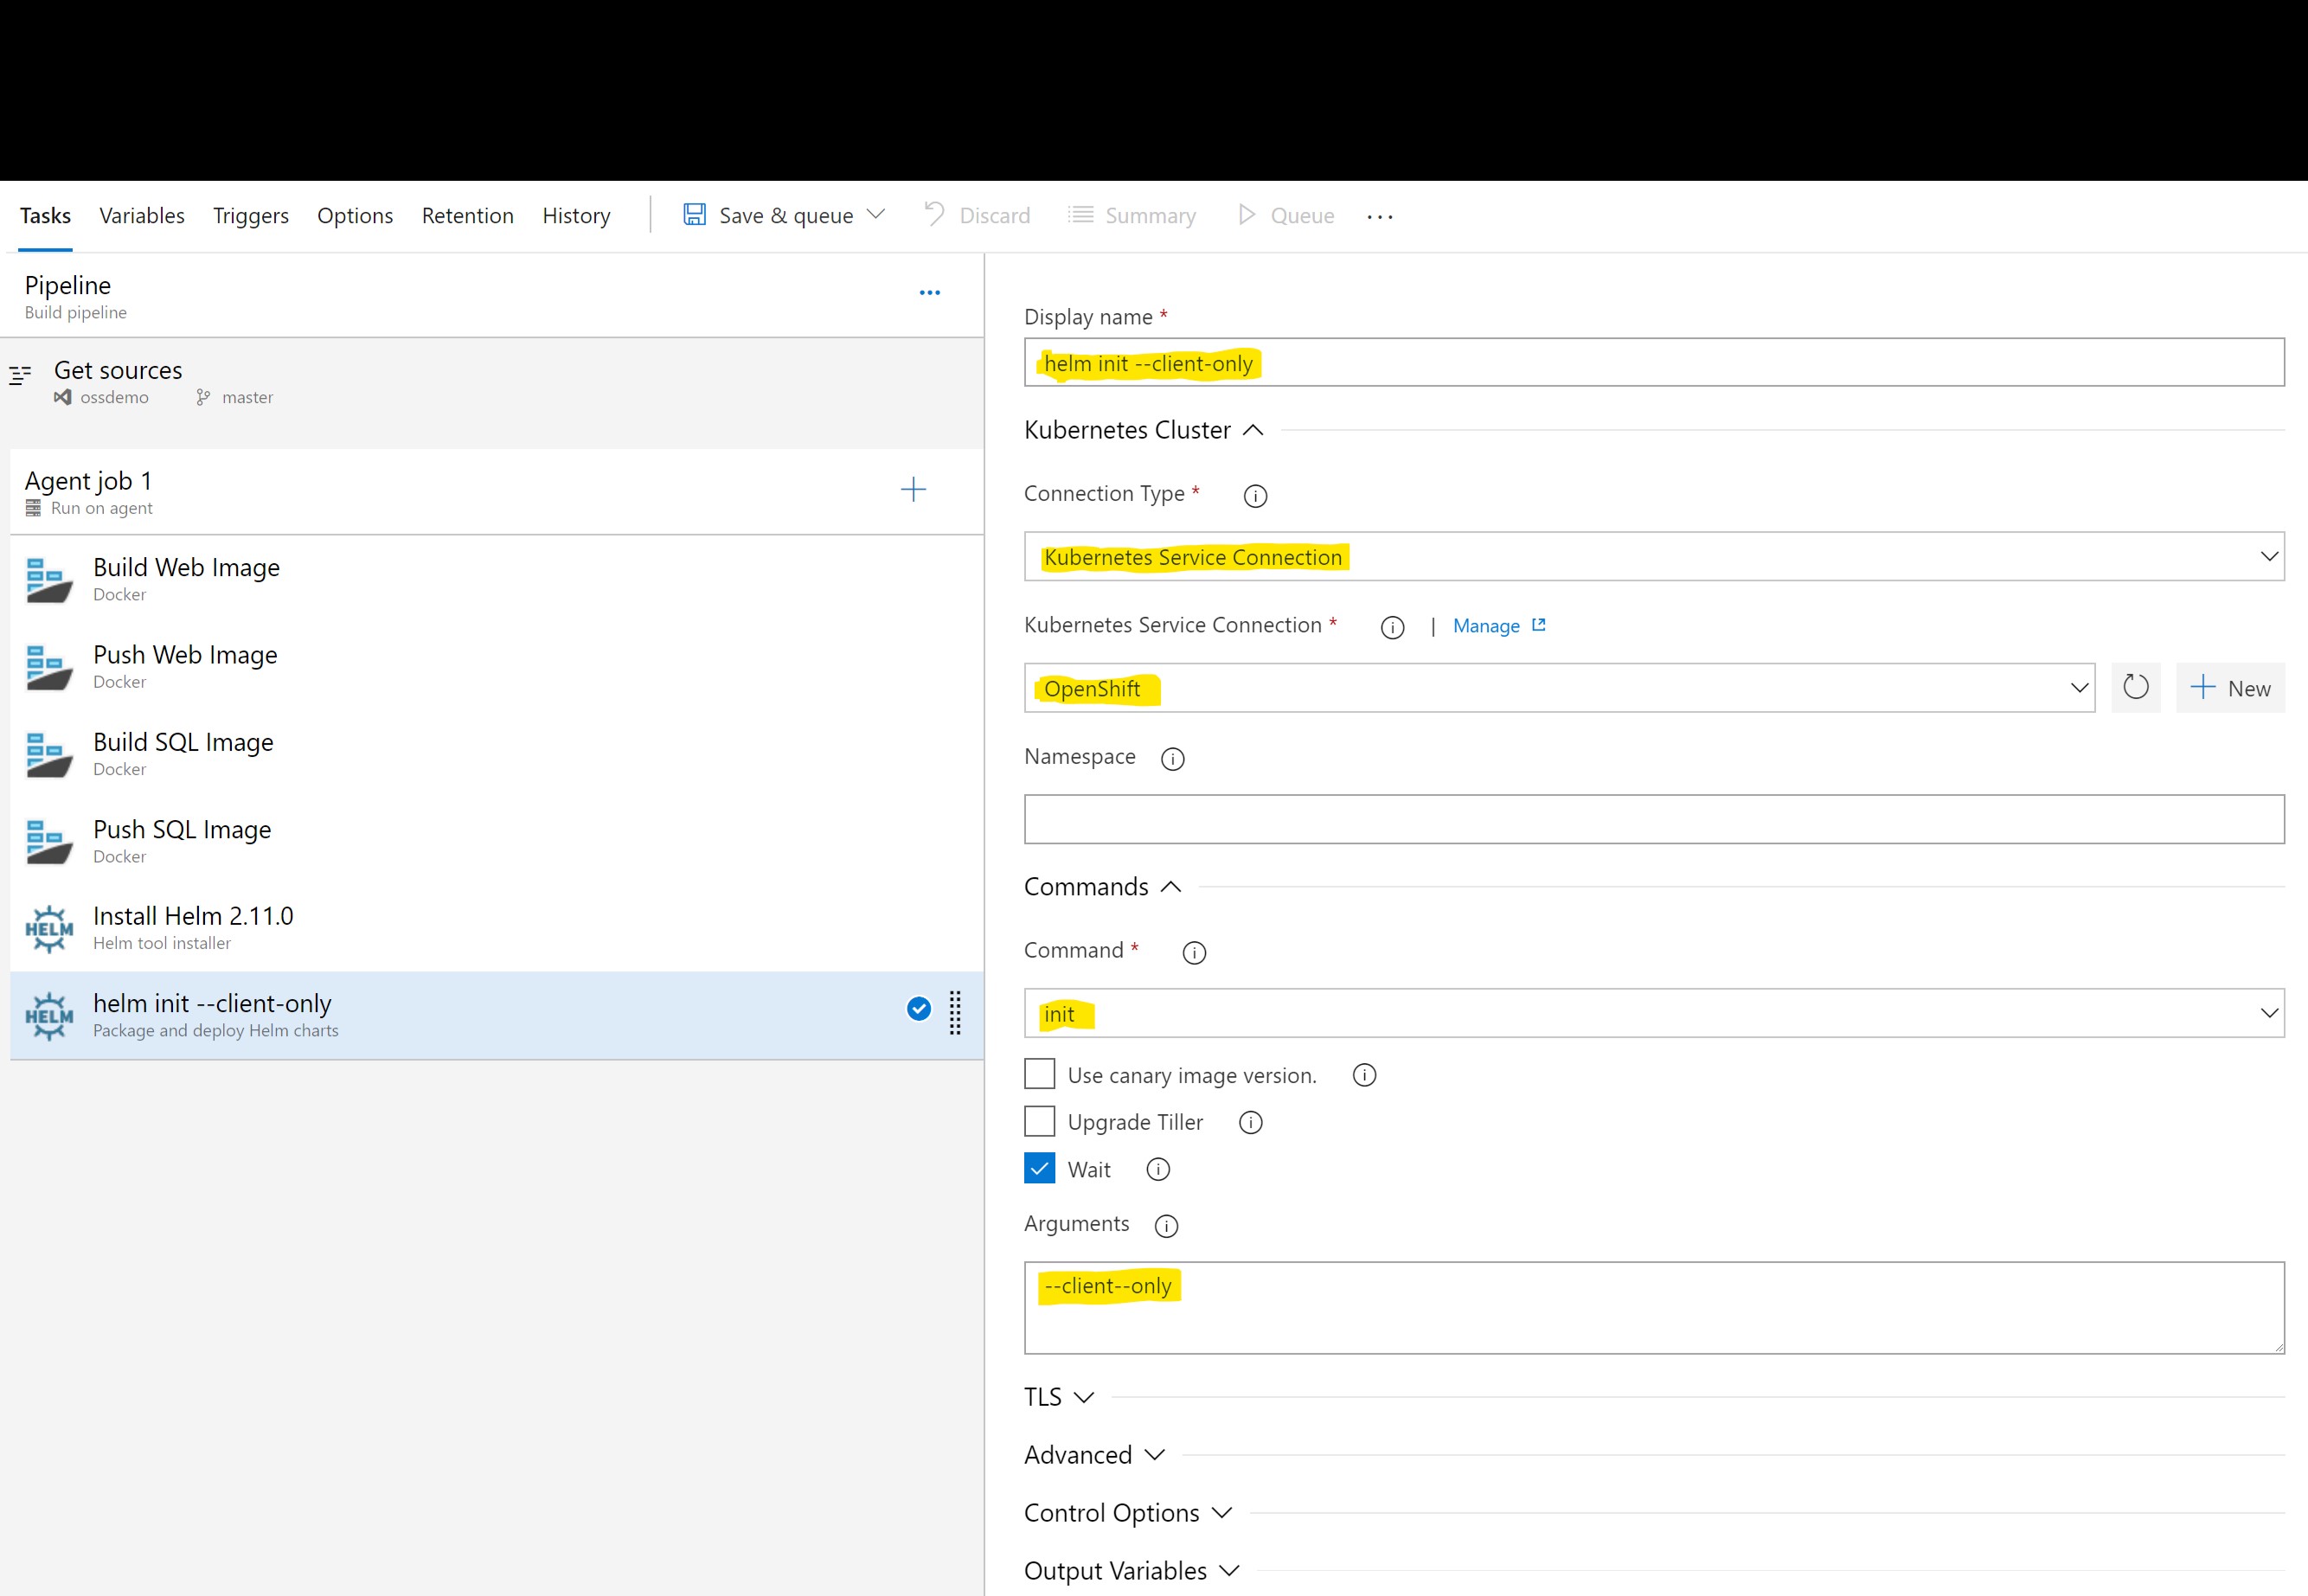 Tasks Variables Triggers Options Retention History Save & queue Discard Summary Queue ...
Pipeline
Build pipeline
Get sources
ossdemo master
Agent job 1
Run on agent
Build Web Image
Docker
Push Web Image
Docker
Build SQL Image
Docker
Push SQL Image
Docker
HELM
Install Helm 2.11.0
Helm tool installer
HELM
helm init --client-only
Package and deploy Helm charts
Display name *
helm init --client-only
Kubernetes Cluster
Connection Type *
Kubernetes Service Connection
Kubernetes Service Connection * | Manage
OpenShift
New
Namespace
Commands
Command *
init
Use canary image version.
Upgrade Tiller
Wait
Arguments
--client--only
TLS
Advanced
Control Options
Output Variables